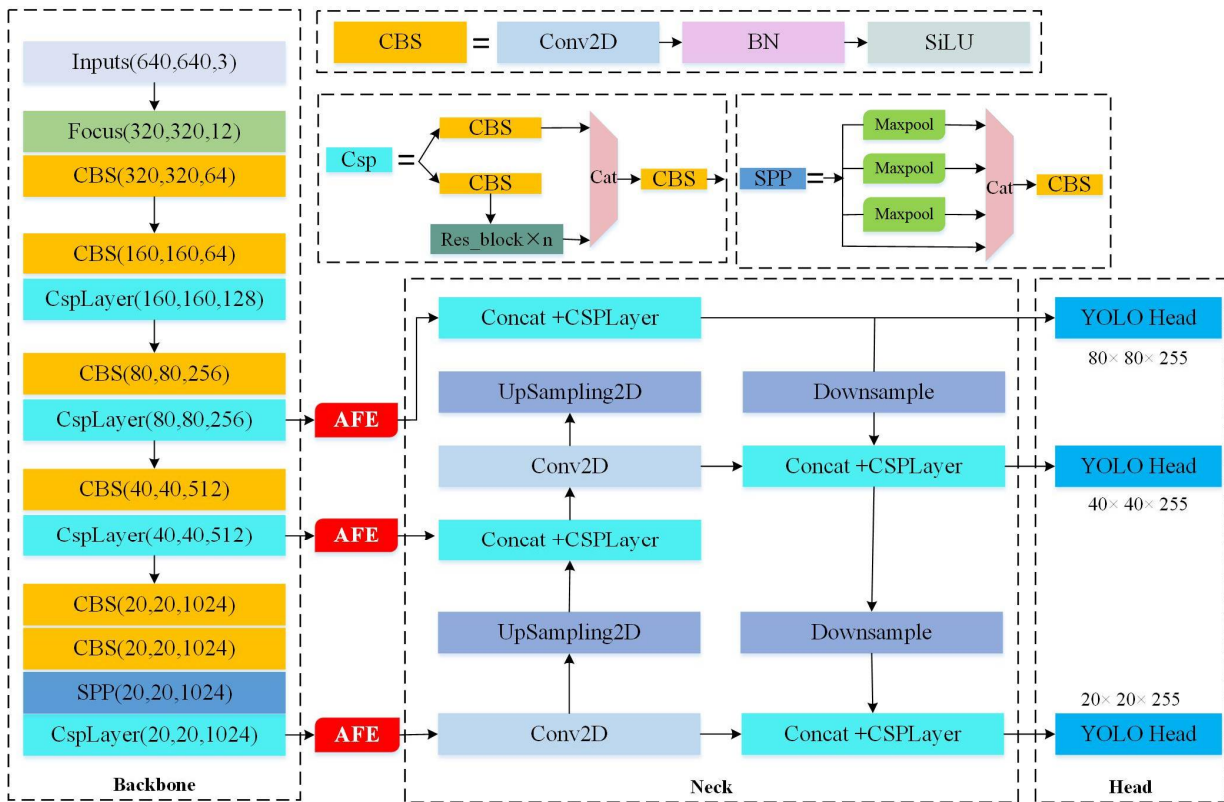 Inputs(640,640,3)
Focus(320,320,12)
CBS(320,320,64)
CBS(160,160,64)
CspLayer(160,160,128)
CBS(80,80,256)
CspLayer(80,80,256)
CBS(40,40,512)
CspLayer(40,40,512)
CBS(20,20,1024)
CBS(20,20,1024)
SPP(20,20,1024)
CspLayer(20,20,1024)
Backbone
CBS = Conv2D BN SiLU
Csp =
CBS
CBS
Res_block×n
Cat
CBS
SPP =
Maxpool
Maxpool
Maxpool
Cat
CBS
AFE
AFE
AFE
Concat +CSPLayer
UpSampling2D
Conv2D
Concat +CSPLayer
UpSampling2D
Conv2D
Downsample
Concat +CSPLayer
Downsample
Concat +CSPLayer
Neck
YOLO Head
80× 80× 255
YOLO Head
40× 40× 255
20× 20× 255
YOLO Head
Head